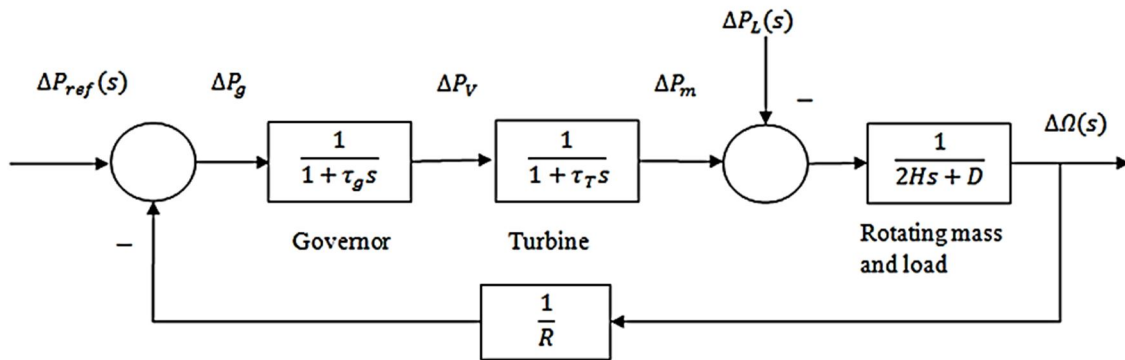 ΔP_L(s)
ΔP_ref(s) ΔP_g ΔP_V ΔP_m − ΔΩ(s)
1/(1 + τ_g s) 1/(1 + τ_T s) 1/(2Hs + D)
− Governor Turbine Rotating mass
and load
1/R